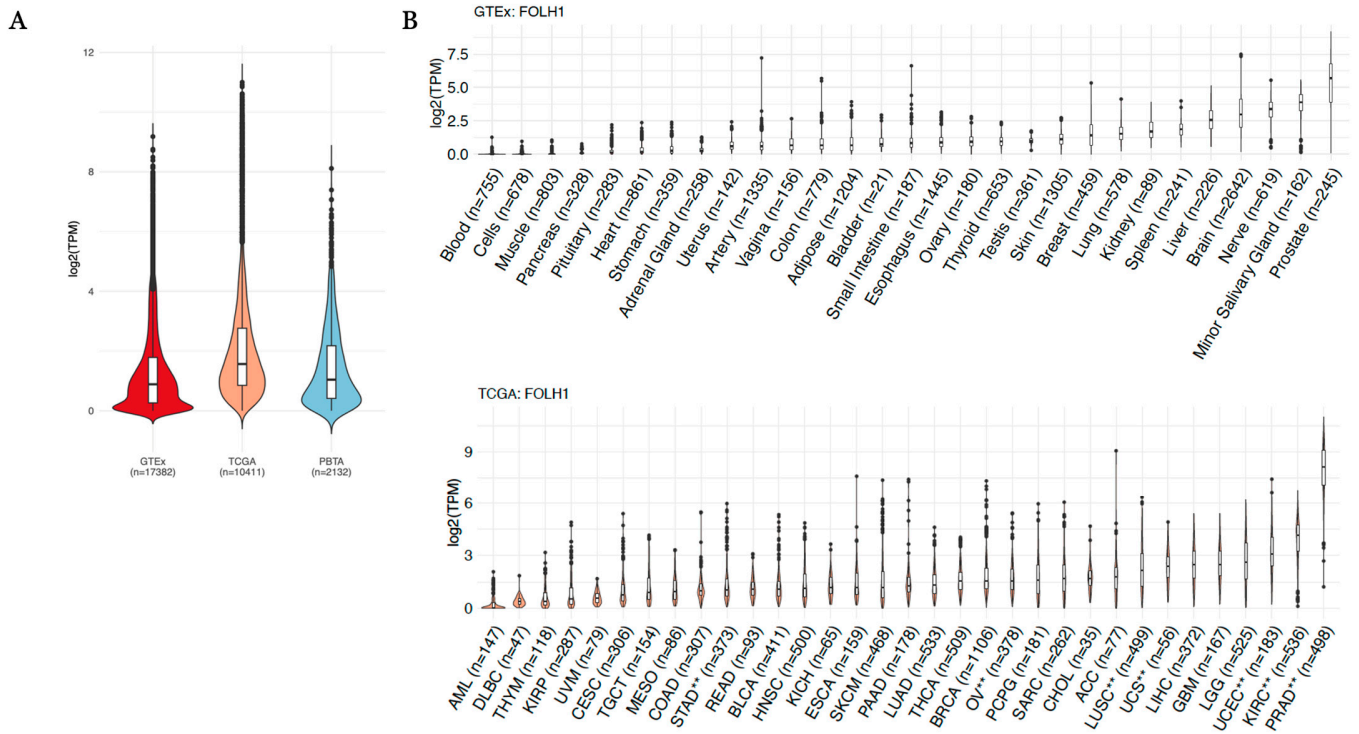 A
12
8
4
0
log2(TPM)
GTEx
(n=17382)
TCGA
(n=10411)
PBTA
(n=2132)
B
GTEx: FOLH1
7.5
5.0
2.5
0.0
log2(TPM)
Blood (n=755)
Cells (n=678)
Muscle (n=803)
Pancreas (n=328)
Pituitary (n=283)
Heart (n=861)
Stomach (n=359)
Adrenal Gland (n=258)
Uterus (n=142)
Artery (n=1335)
Vagina (n=156)
Colon (n=779)
Adipose (n=1204)
Bladder (n=21)
Small Intestine (n=187)
Esophagus (n=1445)
Ovary (n=180)
Thyroid (n=653)
Testis (n=361)
Skin (n=1305)
Breast (n=459)
Lung (n=578)
Kidney (n=89)
Spleen (n=241)
Liver (n=226)
Brain (n=2642)
Nerve (n=619)
Minor Salivary Gland (n=162)
Prostate (n=245)
TCGA: FOLH1
9
6
3
0
log2(TPM)
AML (n=147)
DLBC (n=47)
THYM (n=118)
KIRP (n=287)
UVM (n=79)
CESC (n=306)
TGCT (n=154)
MESO (n=86)
COAD (n=307)
STAD** (n=373)
READ (n=93)
BLCA (n=411)
HNSC (n=500)
KICH (n=65)
ESCA (n=159)
SKCM (n=468)
PAAD (n=178)
LUAD (n=533)
THCA (n=509)
BRCA (n=1106)
OV** (n=378)
PCPG (n=181)
SARC (n=262)
CHOL (n=35)
ACC (n=77)
LUSC** (n=499)
UCS** (n=56)
LIHC (n=372)
GBM (n=167)
LGG (n=525)
UCEC** (n=183)
KIRC** (n=536)
PRAD** (n=498)